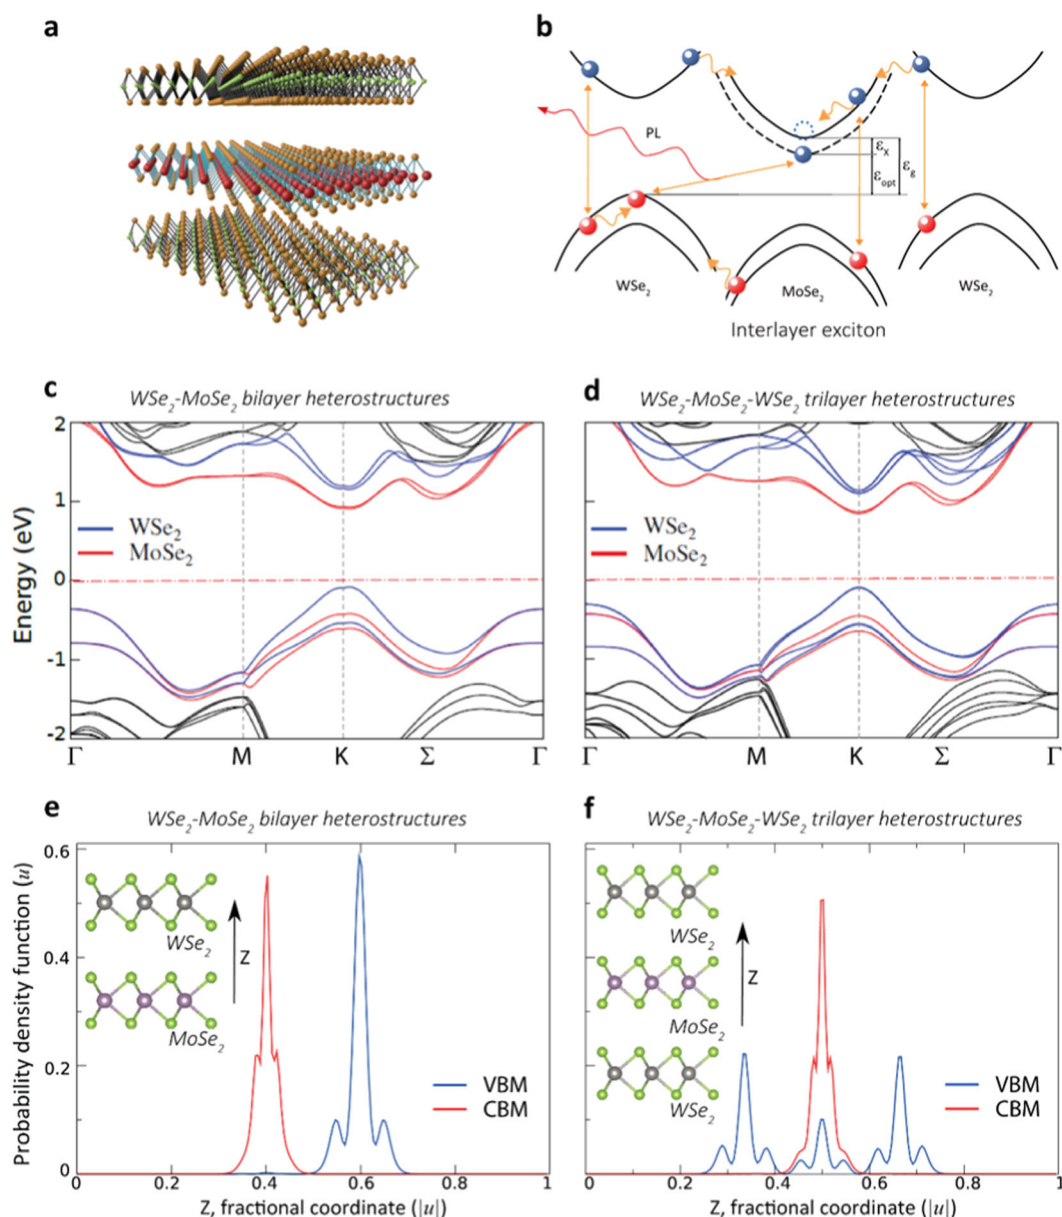 a
b
PL
εX
εopt
εg
WSe2
MoSe2
WSe2
Interlayer exciton
c
WSe2-MoSe2 bilayer heterostructures
d
WSe2-MoSe2-WSe2 trilayer heterostructures
Energy (eV)
2
1
0
-1
-2
WSe2
MoSe2
Γ M K Σ Γ
WSe2
MoSe2
Γ M K Σ Γ
e
WSe2-MoSe2 bilayer heterostructures
f
WSe2-MoSe2-WSe2 trilayer heterostructures
Probability density function (u)
0.6
0.4
0.2
0
WSe2
Z
MoSe2
VBM
CBM
0 0.2 0.4 0.6 0.8 1
Z, fractional coordinate (|u|)
WSe2
Z
MoSe2
WSe2
VBM
CBM
0 0.2 0.4 0.6 0.8 1
Z, fractional coordinate (|u|)